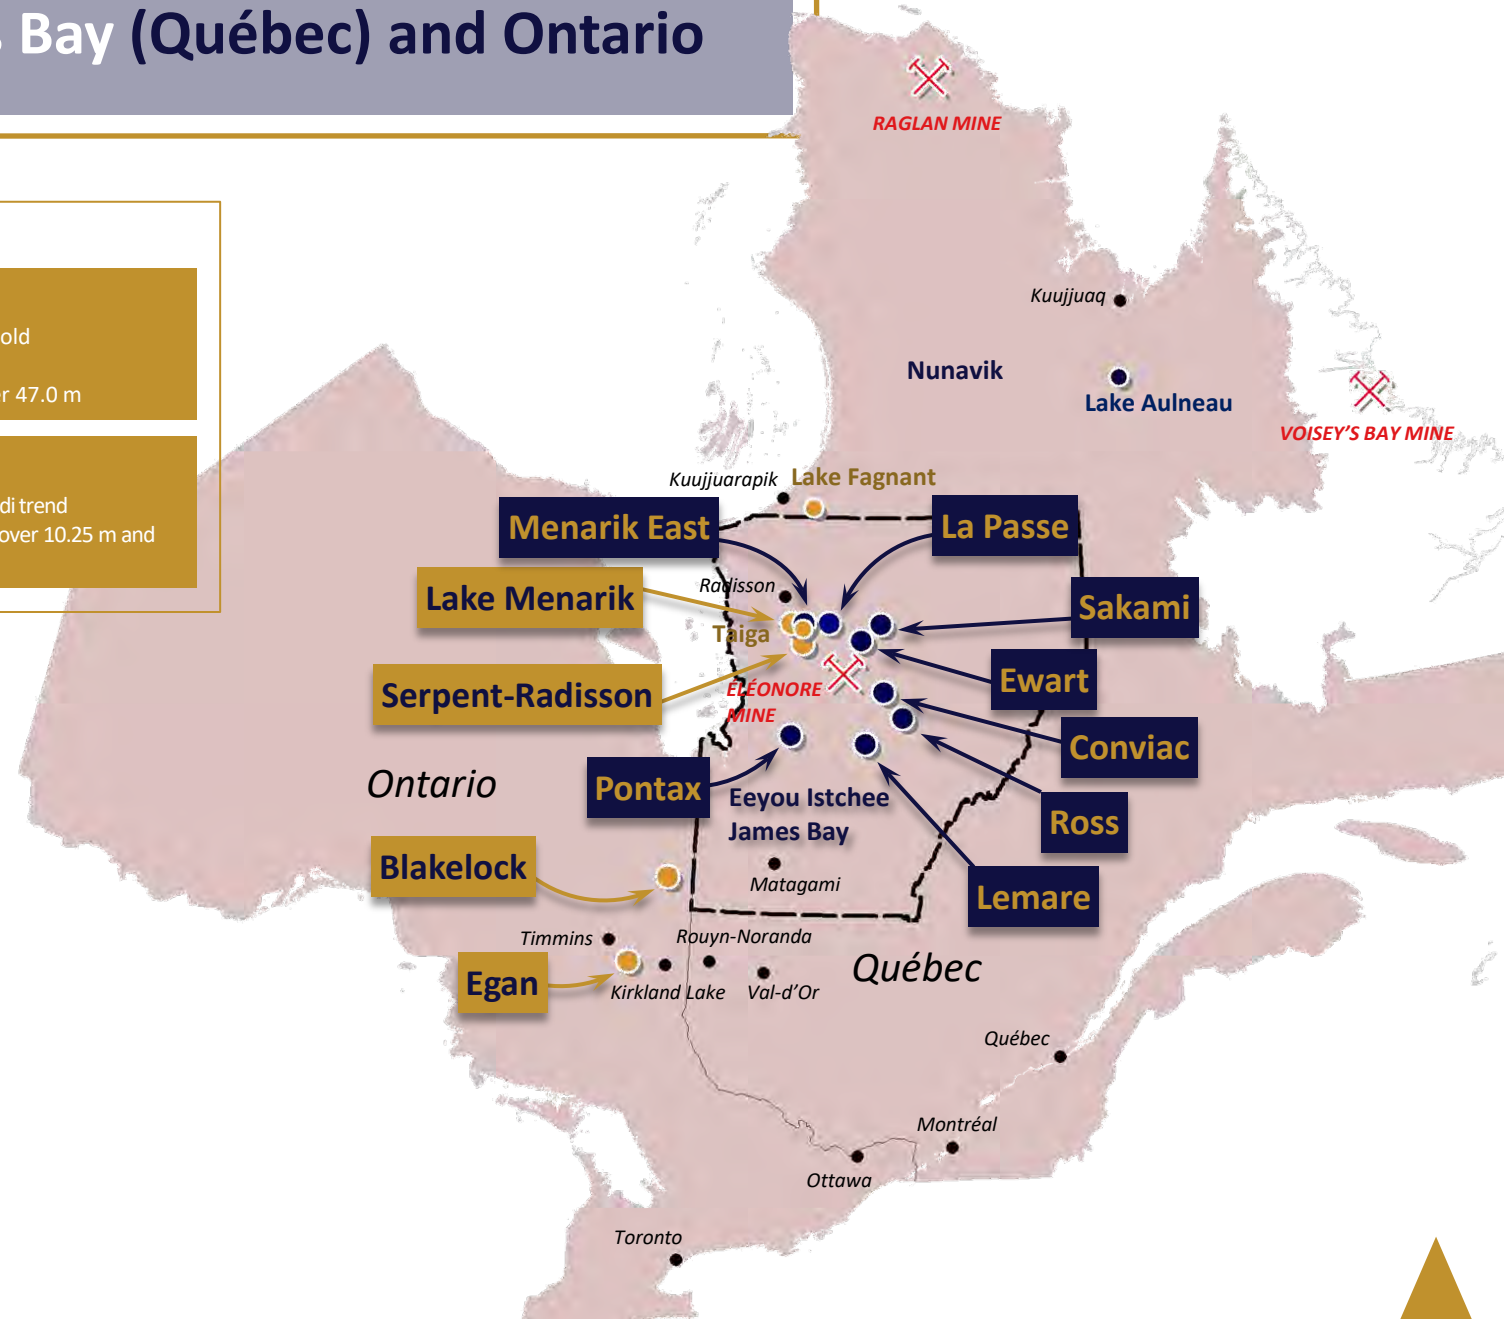 Bay (Québec) and Ontario
RAGLAN MINE
old
47.0 m
trend
over 10.25 m and
Kuujjuaq
Nunavik
Lake Aulneau
VOISEY'S BAY MINE
Kuujjuarapik
Lake Fagnant
Menarik East
La Passe
Lake Menarik
Radisson
Sakami
Taiga
Serpent-Radisson
ÉLÉONORE
MINE
Ewart
Conviac
Ontario
Pontax
Eeyou Istchee
James Bay
Ross
Blakelock
Matagami
Lemare
Timmins
Rouyn-Noranda
Québec
Egan
Kirkland Lake
Val-d'Or
Québec
Montréal
Ottawa
Toronto